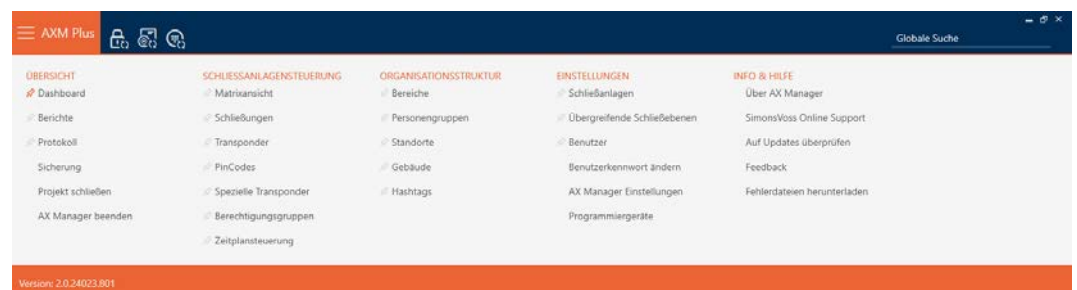 AXM Plus
Globale Suche
ÜBERSICHT
Dashboard
Berichte
Protokoll
Sicherung
Projekt schließen
AX Manager beenden
SCHLIESSANLAGENSTEUERUNG
Matrixansicht
Schließungen
Transponder
PinCodes
Spezielle Transponder
Berechtigungsgruppen
Zeitplansteuerung
ORGANISATIONSSTRUKTUR
Bereiche
Personengruppen
Standorte
Gebäude
Hashtags
EINSTELLUNGEN
Schließanlagen
Übergreifende Schließebenen
Benutzer
Benutzerkennwort ändern
AX Manager Einstellungen
Programmiergeräte
INFO & HILFE
Über AX Manager
SimonsVoss Online Support
Auf Updates überprüfen
Feedback
Fehlerdateien herunterladen
Version: 2.0.24023.801